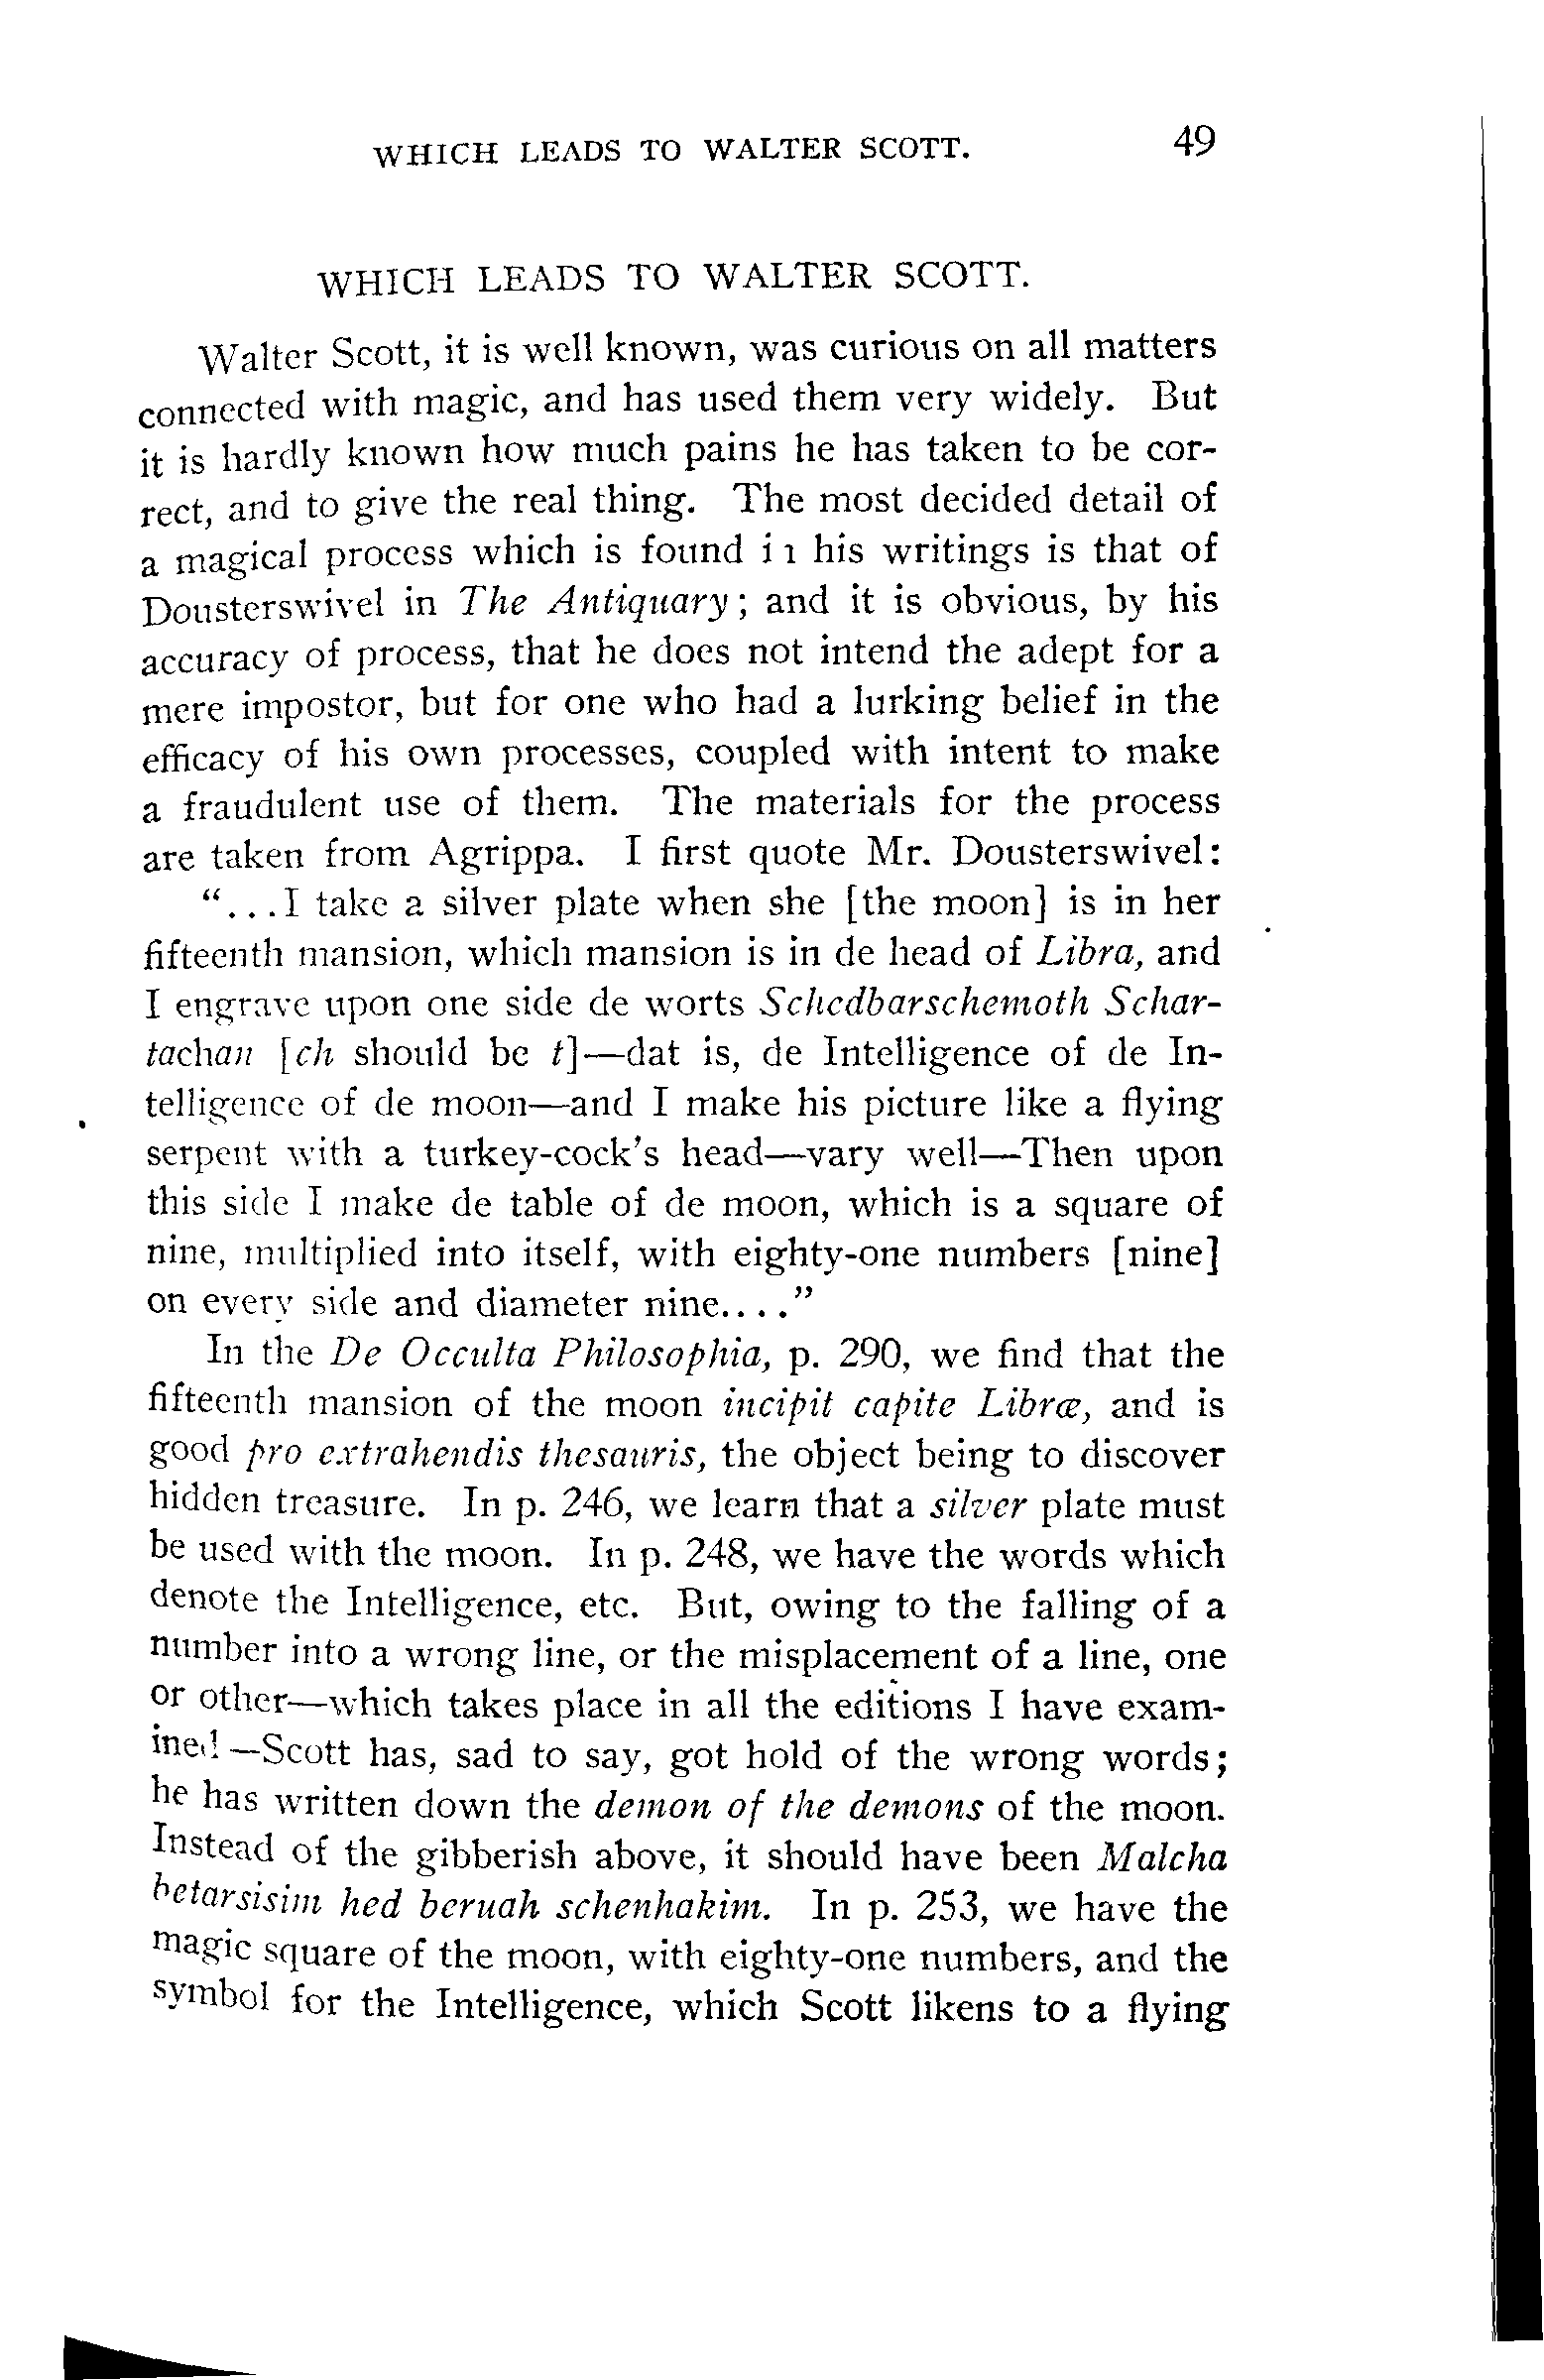 WHICH LEADS TO WALTER SCOTT. 49
WHICH LEADS TO WALTER SCOTT.
Walter Scott, it is well known, was curious on all matters
connected with magic, and has used them very widely. But
it is hardly known how much pains he has taken to be cor-
rect, and to give the real thing. The most decided detail of
a magical process which is found in his writings is that of
Dousterswivel in The Antiquary; and it is obvious, by his
accuracy of process, that he does not intend the adept for a
mere impostor, but for one who had a lurking belief in the
efficacy of his own processes, coupled with intent to make
a fraudulent use of them. The materials for the process
are taken from Agrippa. I first quote Mr. Dousterswivel:
"...I take a silver plate when she [the moon] is in her
fifteenth mansion, which mansion is in de head of Libra, and
I engrave upon one side de worts Schedbarschemoth Schar-
tachan [ch should be t]—dat is, de Intelligence of de In-
telligence of de moon—and I make his picture like a flying
serpent with a turkey-cock's head—vary well—Then upon
this side I make de table of de moon, which is a square of
nine, multiplied into itself, with eighty-one numbers [nine]
on every side and diameter nine...."
In the De Occulta Philosophia, p. 290, we find that the
fifteenth mansion of the moon incipit capite Libræ, and is
good pro extrahendis thesauris, the object being to discover
hidden treasure. In p. 246, we learn that a silver plate must
be used with the moon. In p. 248, we have the words which
denote the Intelligence, etc. But, owing to the falling of a
number into a wrong line, or the misplacement of a line, one
or other—which takes place in all the editions I have exam-
ined—Scott has, sad to say, got hold of the wrong words;
he has written down the demon of the demons of the moon.
Instead of the gibberish above, it should have been Malcha
betarsisim hed beruah schenhakim. In p. 253, we have the
magic square of the moon, with eighty-one numbers, and the
symbol for the Intelligence, which Scott likens to a flying